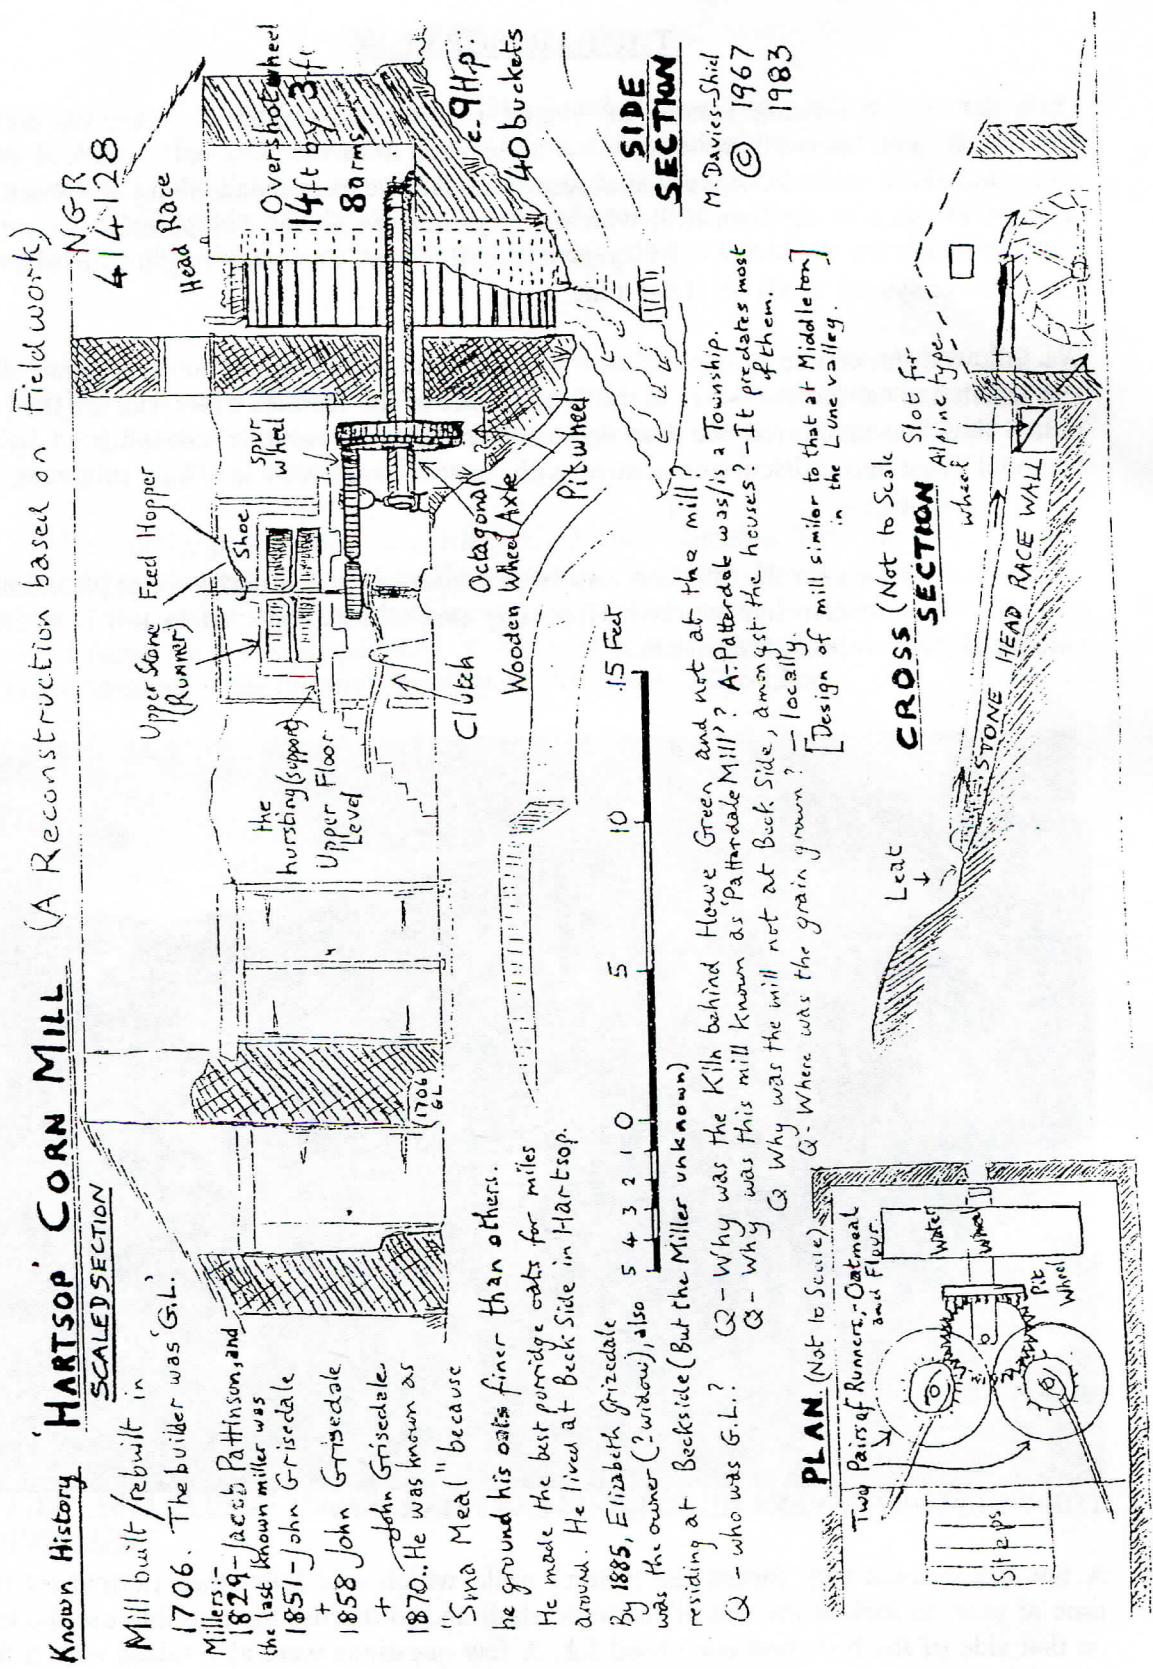 Known History
HARTSOP CORN MILL (A Reconstruction based on Fieldwork)
SCALED SECTION
NGR
414128
Mill built/rebuilt in
1706. The builder was 'G.L.'
Millers:-
1829 - Jacob Pattinson, and
the last known miller was
1851 - John Grisedale
+
1858 John Grisedale
+ John Grisedale
1870.. He was known as
"Sma Meal" because
he ground his oats finer than others.
He made the best porridge oats for miles
around. He lived at Beck Side in Hartsop.
By 1885, Elizabeth Grizedale
was the owner (? widow), also
residing at Beckside (But the Miller unknown)
Q - who was G.L.?
Q - Why was the Kiln behind Howe Green and not at the mill?
Q - Why was this mill known as 'Pattardale Mill'? A - Pattardale was/is a Township.
Q Why was the mill not at Beck Side, amongst the houses? - It predates most
of them.
Q - Where was the grain grown? - locally.
[Design of mill similar to that at Middleton]
in the Lune valley.
1706
GL
Upper Stone
(Runner)
Feed Hopper
Shoe
spur
wheel
Head Race
Overshot wheel
14ft by 3ft
8 arms
c.9 H.p.
40 buckets
the
hursting (support)
Upper Floor
Level
Clutch
Octagonal
Wooden Wheel Axle
Pitwheel
5 4 3 2 1 0 5 10 15 Feet
SIDE
SECTION
M. Davies-Shiel
© 1967
1983
PLAN (Not to Scale)
Two Pairs of Runners,- Oatmeal
and Flour
Water
Wheel
Pit
Wheel
Steps
CROSS (Not to Scale
SECTION
Leat
STONE HEAD RACE WALL
Slot for
Alpine type
wheel